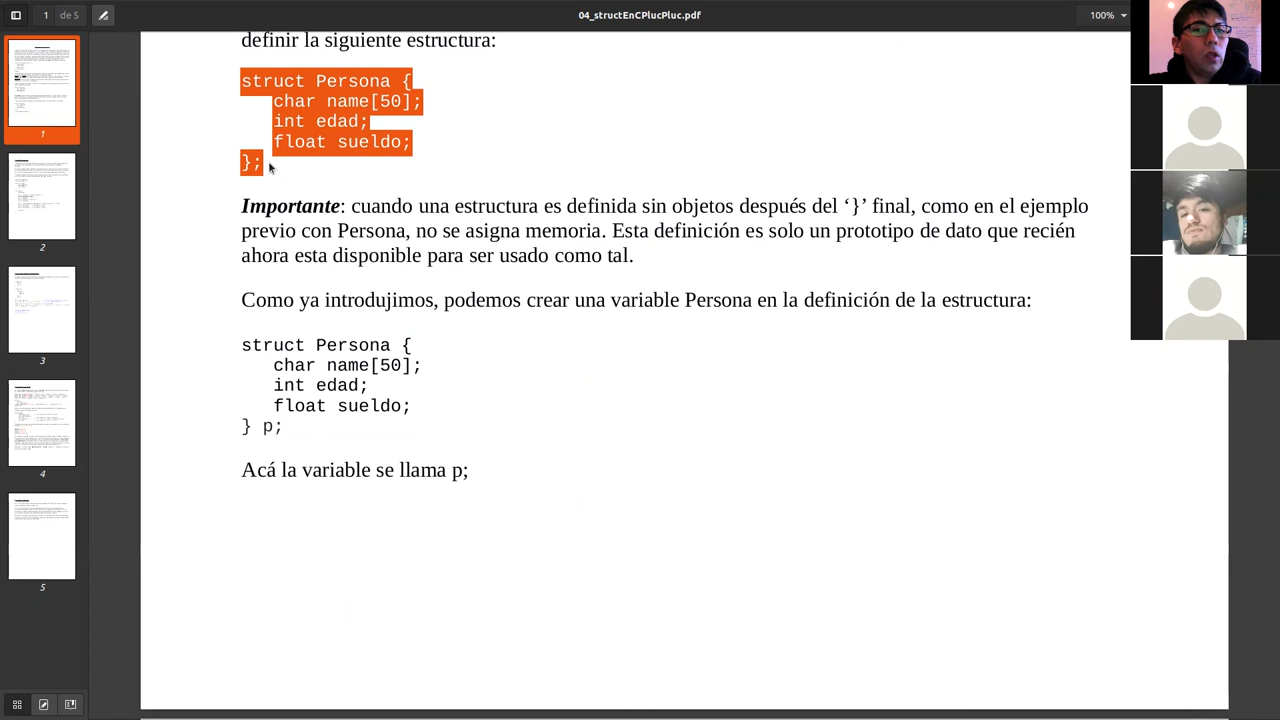 1 de 5
04_structEnCPlucPluc.pdf
100%
definir la siguiente estructura:
struct Persona {
char name[50];
int edad;
float sueldo;
};
Importante: cuando una estructura es definida sin objetos después del ‘}’ final, como en el ejemplo
previo con Persona, no se asigna memoria. Esta definición es solo un prototipo de dato que recién
ahora esta disponible para ser usado como tal.
Como ya introdujimos, podemos crear una variable Persona en la definición de la estructura:
struct Persona {
char name[50];
int edad;
float sueldo;
} p;
Acá la variable se llama p;
1
2
3
4
5